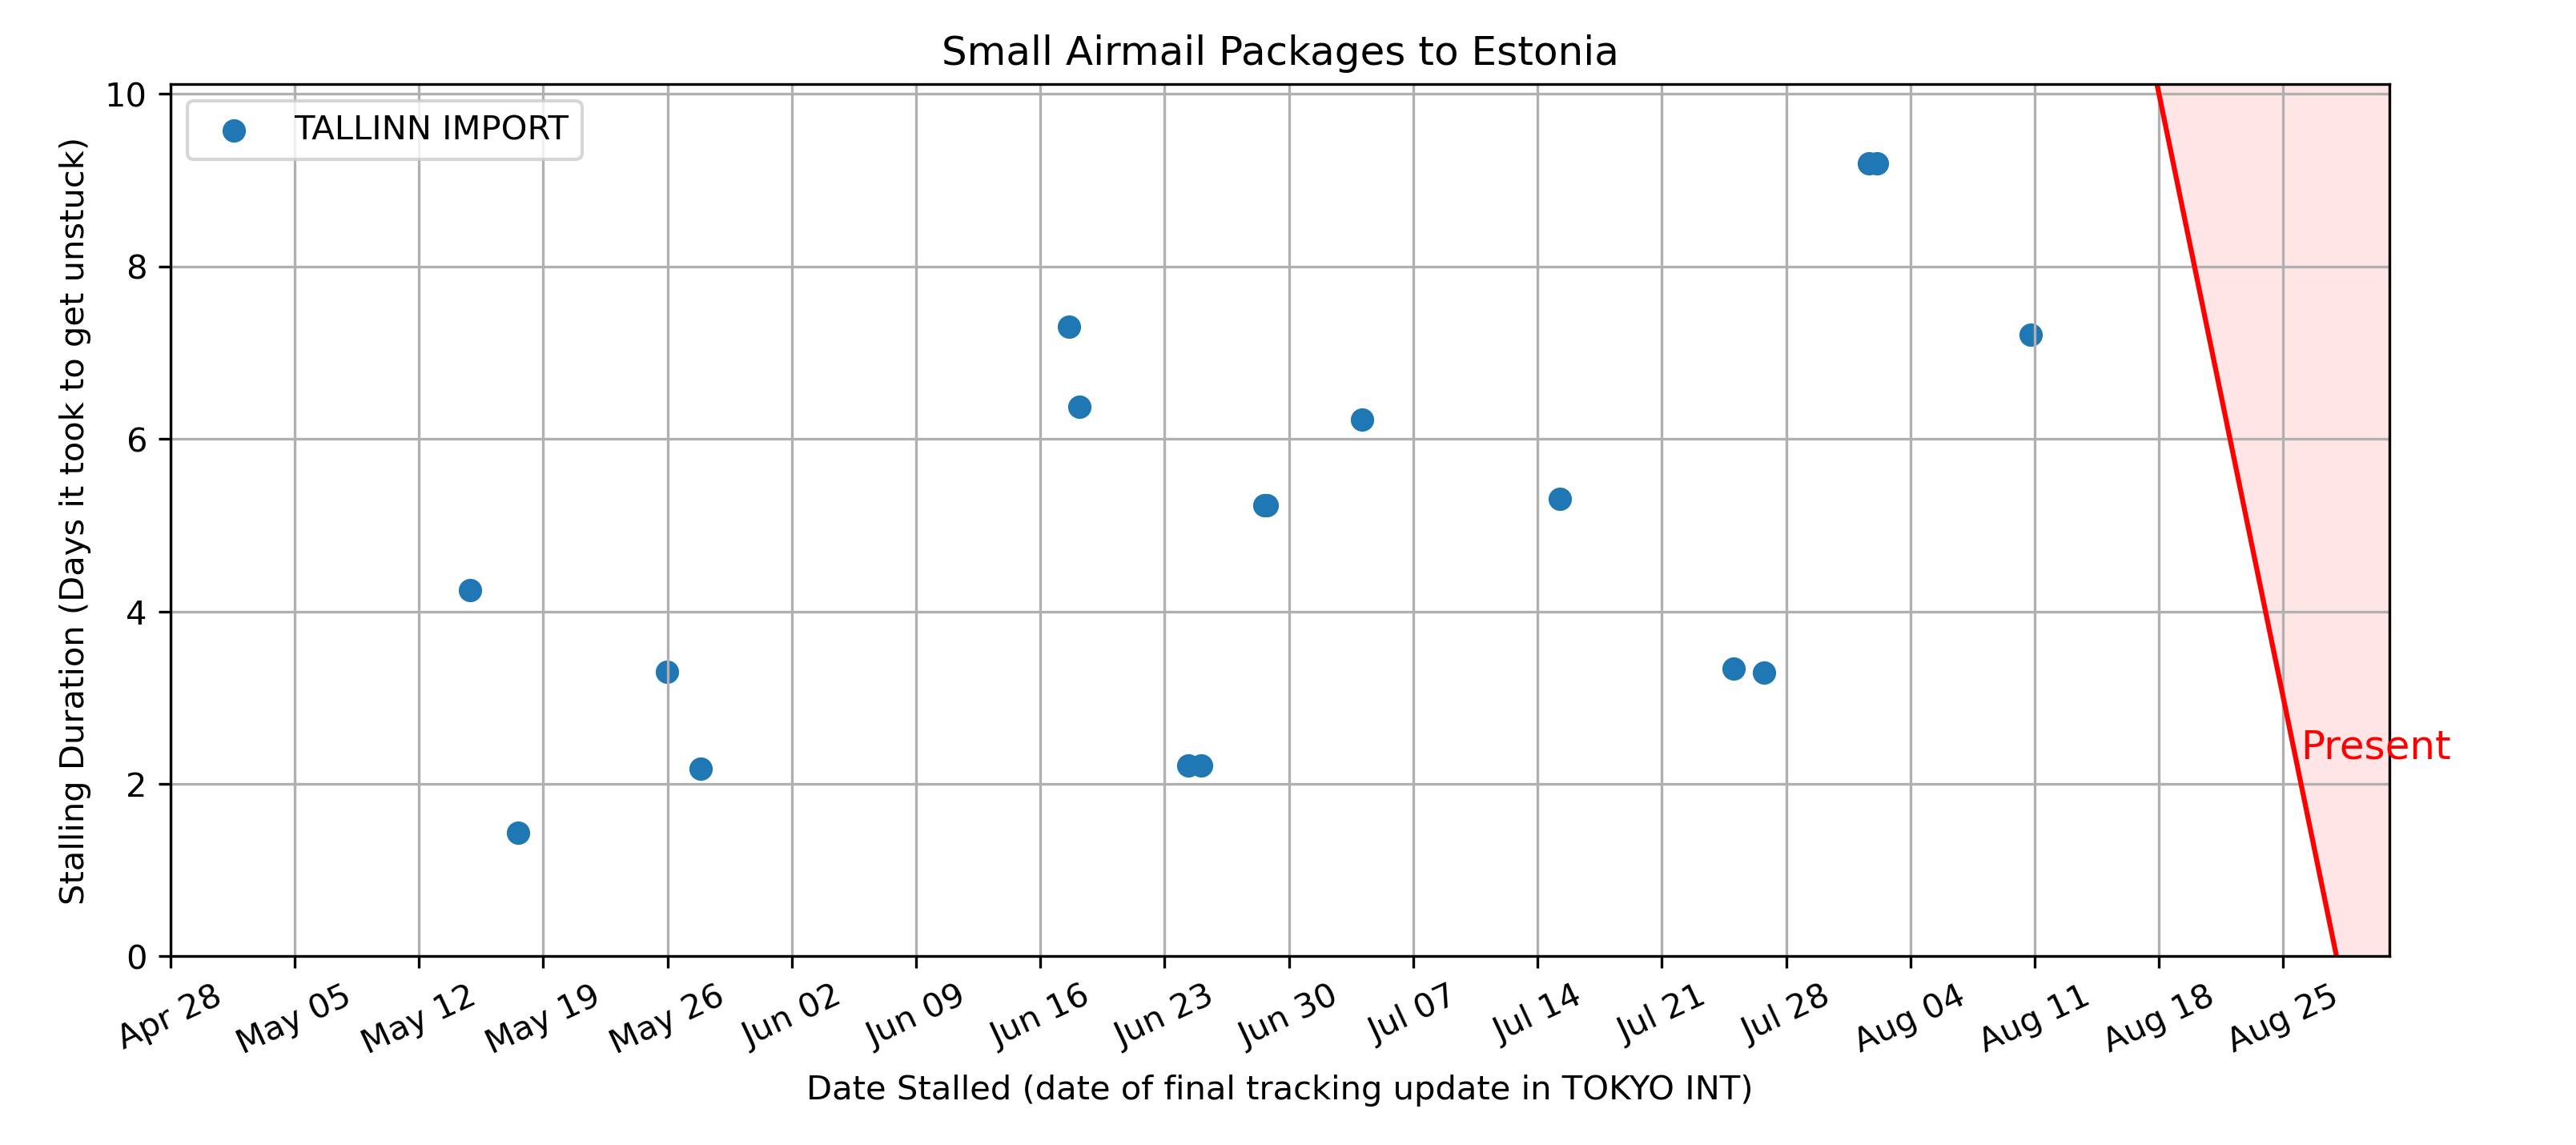 Small Airmail Packages to Estonia
TALLINN IMPORT
Stalling Duration (Days it took to get unstuck)
10
8
6
4
2
0
Present
Apr 28
May 05
May 12
May 19
May 26
Jun 02
Jun 09
Jun 16
Jun 23
Jun 30
Jul 07
Jul 14
Jul 21
Jul 28
Aug 04
Aug 11
Aug 18
Aug 25
Date Stalled (date of final tracking update in TOKYO INT)